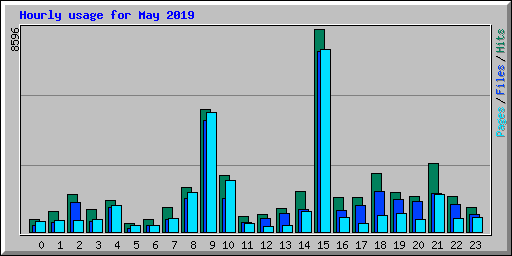 Hourly usage for May 2019
8596
Pages/Files/Hits
0 1 2 3 4 5 6 7 8 9 10 11 12 13 14 15 16 17 18 19 20 21 22 23